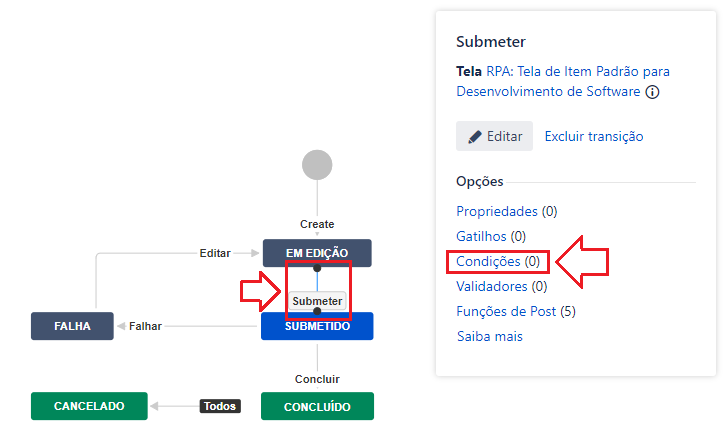 Create
EM EDIÇÃO
Editar
Submeter
FALHA
Falhar
SUBMETIDO
Concluir
CANCELADO
Todos
CONCLUÍDO
Submeter
Tela RPA: Tela de Item Padrão para
Desenvolvimento de Software
Editar Excluir transição
Opções
Propriedades (0)
Gatilhos (0)
Condições (0)
Validadores (0)
Funções de Post (5)
Saiba mais